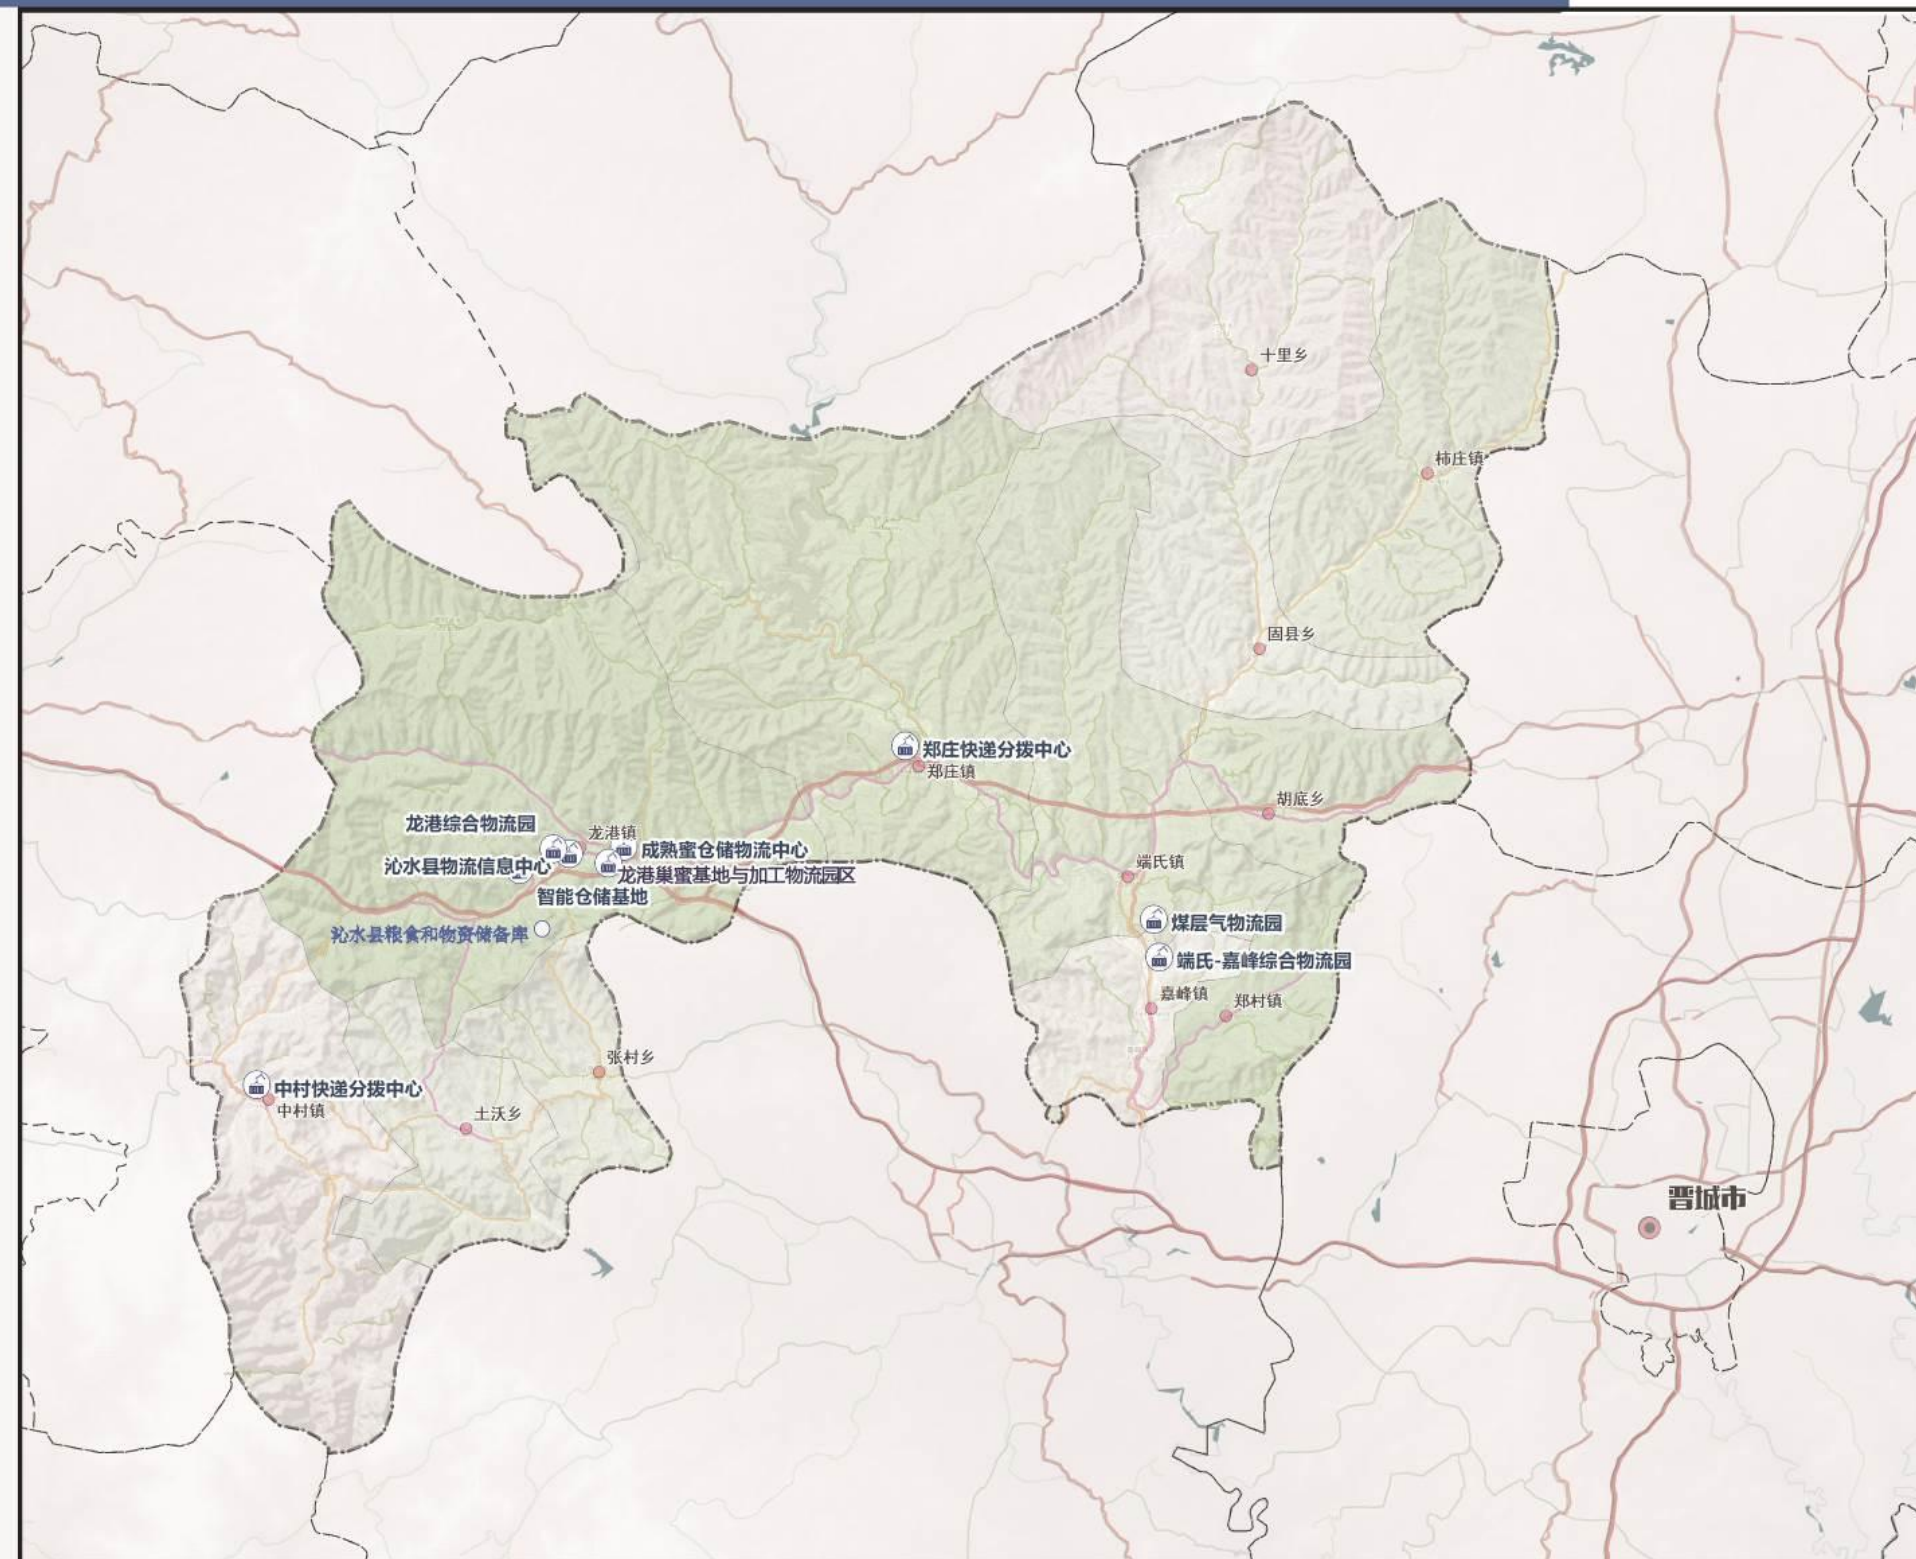 十里乡
柿庄镇
固县乡
郑庄快递分拨中心
郑庄镇
胡底乡
龙港综合物流园
龙港镇
成熟蜜仓储物流中心
沁水县物流信息中心
龙港巢蜜基地与加工物流园区
端氏镇
智能仓储基地
煤层气物流园
沁水县粮食和物资储备库
端氏-嘉峰综合物流园
嘉峰镇
郑村镇
张村乡
中村快递分拨中心
中村镇
土沃乡
晋城市